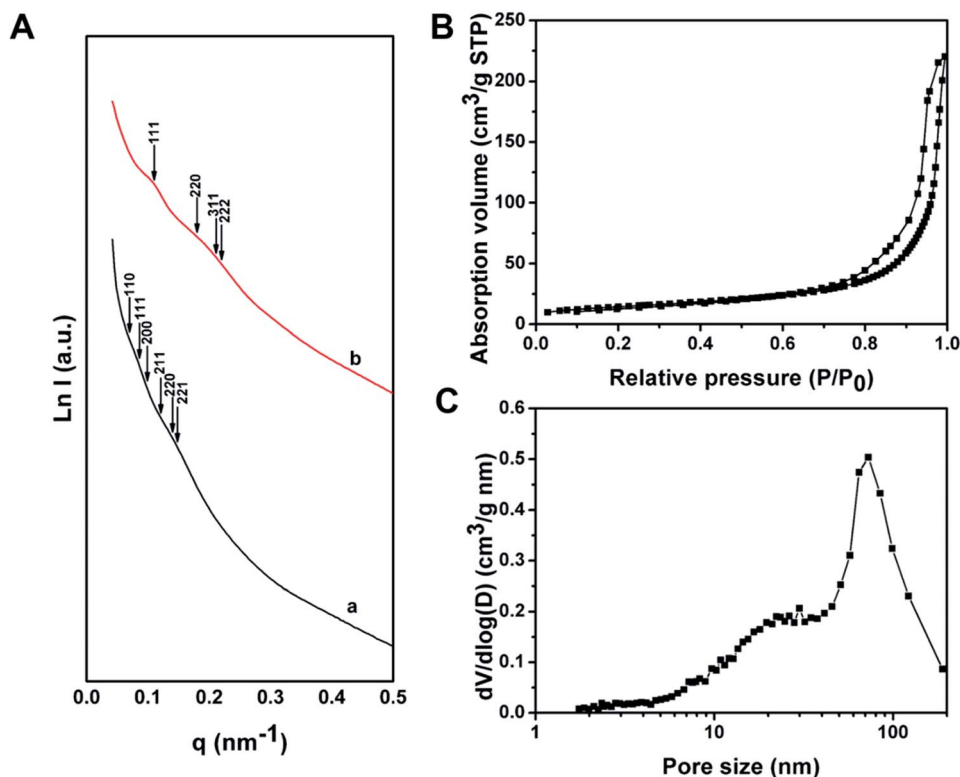 A
Ln I (a.u.)
111
220
311
222
b
110
111
200
211
220
221
a
0.0 0.1 0.2 0.3 0.4 0.5
q (nm⁻¹)
B
Absorption volume (cm³/g STP)
250
200
150
100
50
0
0.0 0.2 0.4 0.6 0.8 1.0
Relative pressure (P/P₀)
C
dV/dlog(D) (cm³/g nm)
0.6
0.5
0.4
0.3
0.2
0.1
0.0
1 10 100
Pore size (nm)